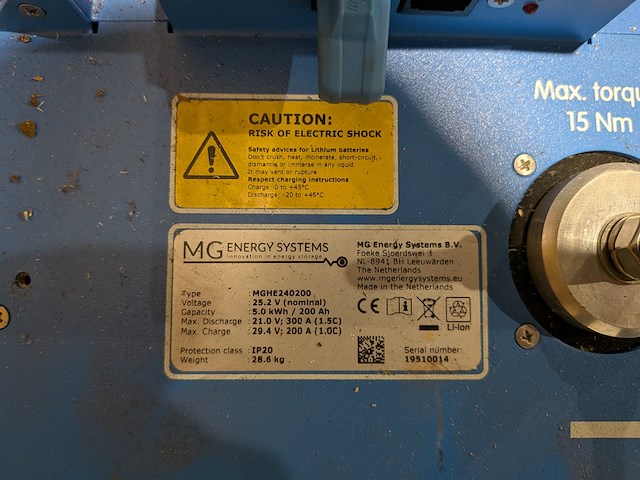 Max. torqu
15 Nm
CAUTION:
RISK OF ELECTRIC SHOCK
Safety advices for Lithium batteries
Don't crush, heat, incinerate, short-circuit,
dismantle or immerse in any liquid.
It may vent or rupture.
Respect charging instructions
Charge: 0 to +45°C
Discharge: -20 to +45°C
MG ENERGY SYSTEMS
innovation in energy storage
MG Energy Systems B.V.
Foeke Sjoerdswei 3
NL-8941 BH Leeuwarden
The Netherlands
www.mgenergysystems.eu
Made in the Netherlands
Type : MGHE240200
Voltage : 25.2 V (nominal)
Capacity : 5.0 kWh / 200 Ah
Max. Discharge : 21.0 V; 300 A (1.5C)
Max. Charge : 29.4 V; 200 A (1.0C)
Protection class : IP20
Weight : 28.6 kg
CE
Li-ion
Serial number:
19510014